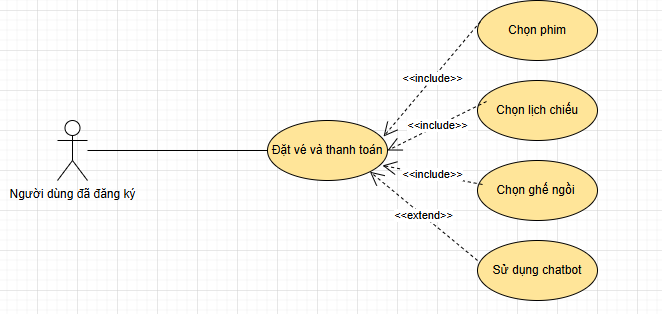 Chọn phim
<<include>>
Chọn lịch chiếu
<<include>>
Đặt vé và thanh toán
<<include>>
Chọn ghế ngồi
Người dùng đã đăng ký
<<extend>>
Sử dụng chatbot